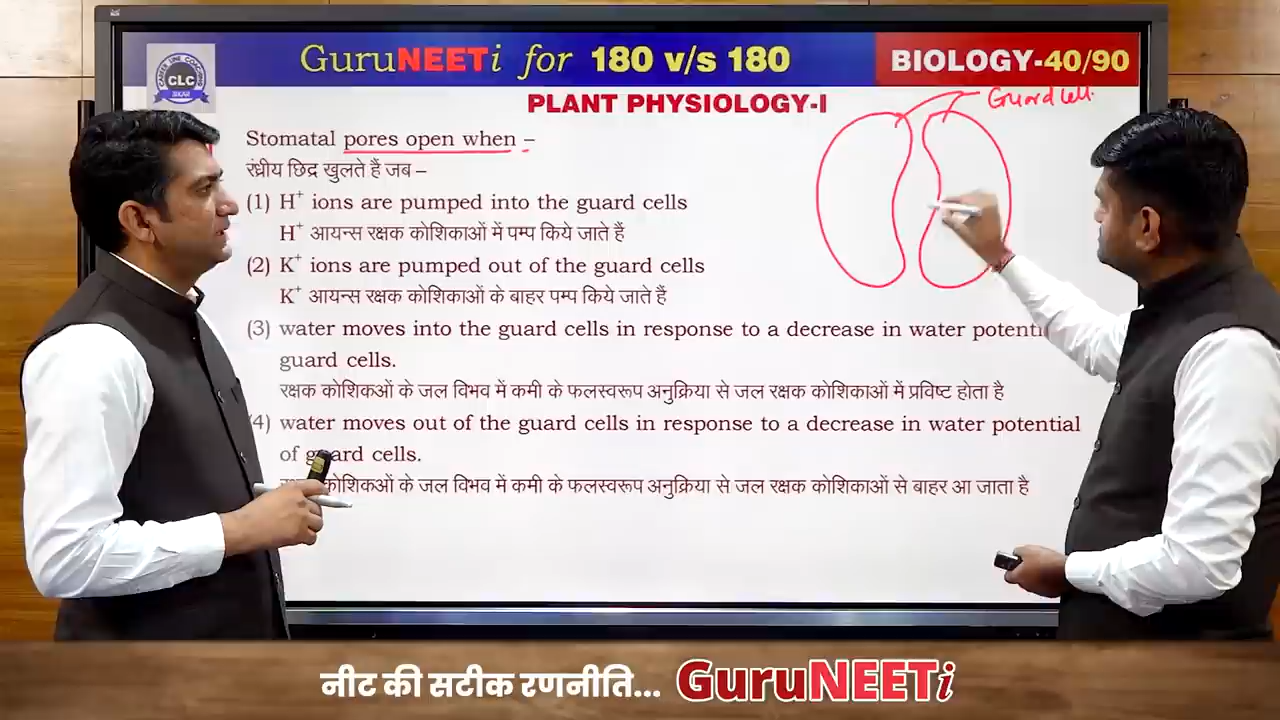 GuruNEETi for 180 v/s 180
BIOLOGY-40/90
CLC
PLANT PHYSIOLOGY-I
Guard Cell.
Stomatal pores open when –
रंध्रीय छिद्र खुलते हैं जब –
(1) H+ ions are pumped into the guard cells
H+ आयन्स रक्षक कोशिकाओं में पम्प किये जाते हैं
(2) K+ ions are pumped out of the guard cells
K+ आयन्स रक्षक कोशिकाओं के बाहर पम्प किये जाते हैं
(3) water moves into the guard cells in response to a decrease in water
guard cells.
रक्षक कोशिकओं के जल विभव में कमी के फलस्वरूप अनुक्रिया से जल रक्षक कोशिकाओं में प्रविष्ट होता है
4) water moves out of the guard cells in response to a decrease in water potential
of guard cells.
कोशिकओं के जल विभव में कमी के फलस्वरूप अनुक्रिया से जल रक्षक कोशिकाओं से बाहर आ जाता है
नीट की सटीक रणनीति... GuruNEETi